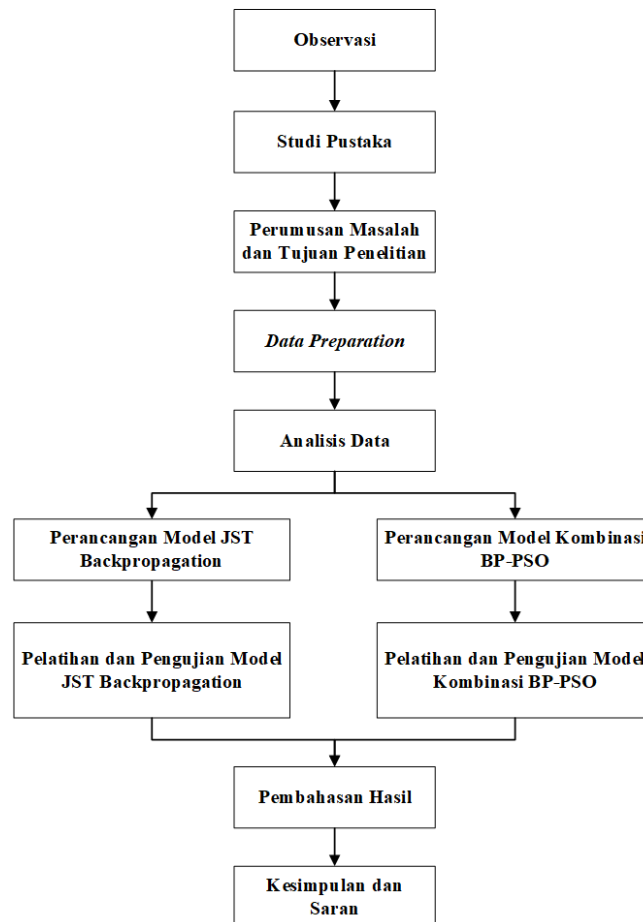 Observasi
Studi Pustaka
Perumusan Masalah
dan Tujuan Penelitian
Data Preparation
Analisis Data
Perancangan Model JST
Backpropagation
Perancangan Model Kombinasi
BP-PSO
Pelatihan dan Pengujian Model
JST Backpropagation
Pelatihan dan Pengujian Model
Kombinasi BP-PSO
Pembahasan Hasil
Kesimpulan dan
Saran